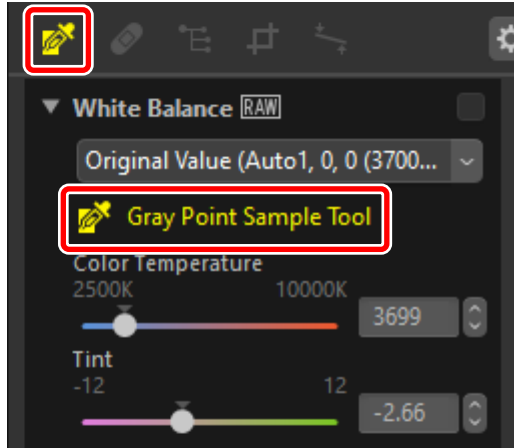 White Balance RAW
Original Value (Auto1, 0, 0 (3700...
Gray Point Sample Tool
Color Temperature
2500K 10000K
3699
Tint
-12 12
-2.66